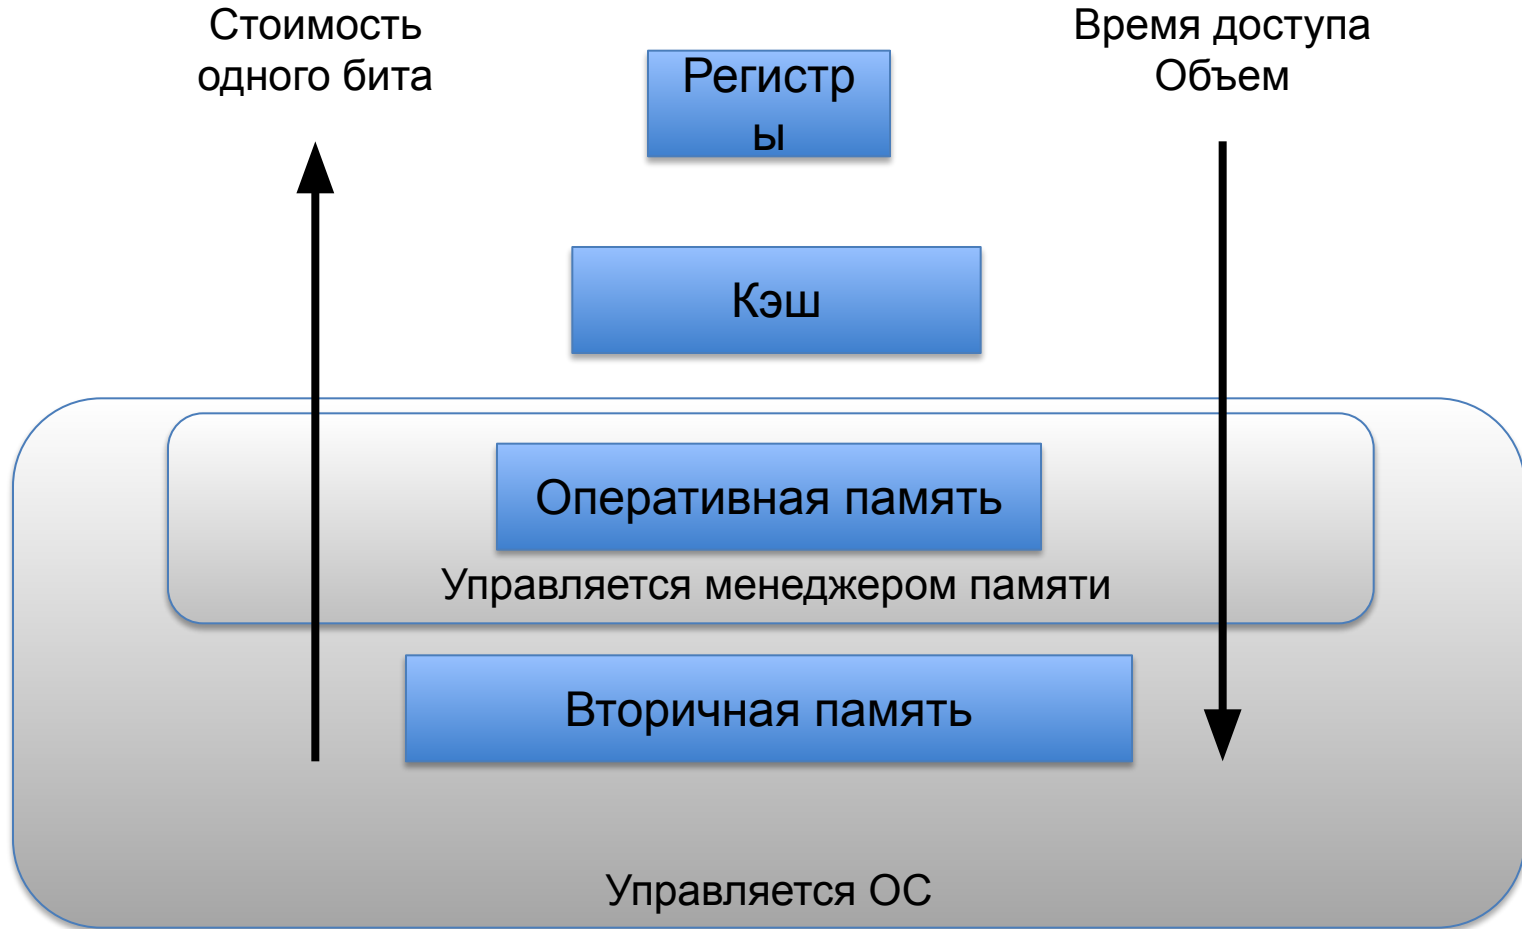 Стоимость
одного бита
Время доступа
Объем
Регистр
ы
Кэш
Оперативная память
Управляется менеджером памяти
Вторичная память
Управляется ОС